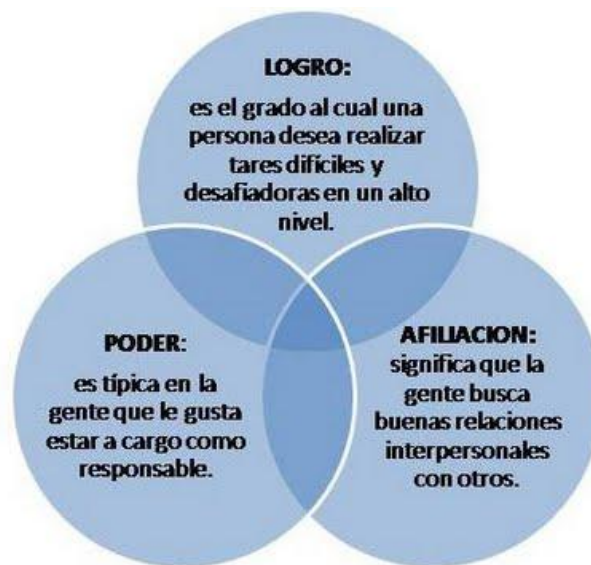 LOGRO:
es el grado al cual una
persona desea realizar
tares difíciles y
desafiadoras en un alto
nivel.
PODER:
es típica en la
gente que le gusta
estar a cargo como
responsable.
AFILIACION:
significa que la
gente busca
buenas relaciones
interpersonales
con otros.